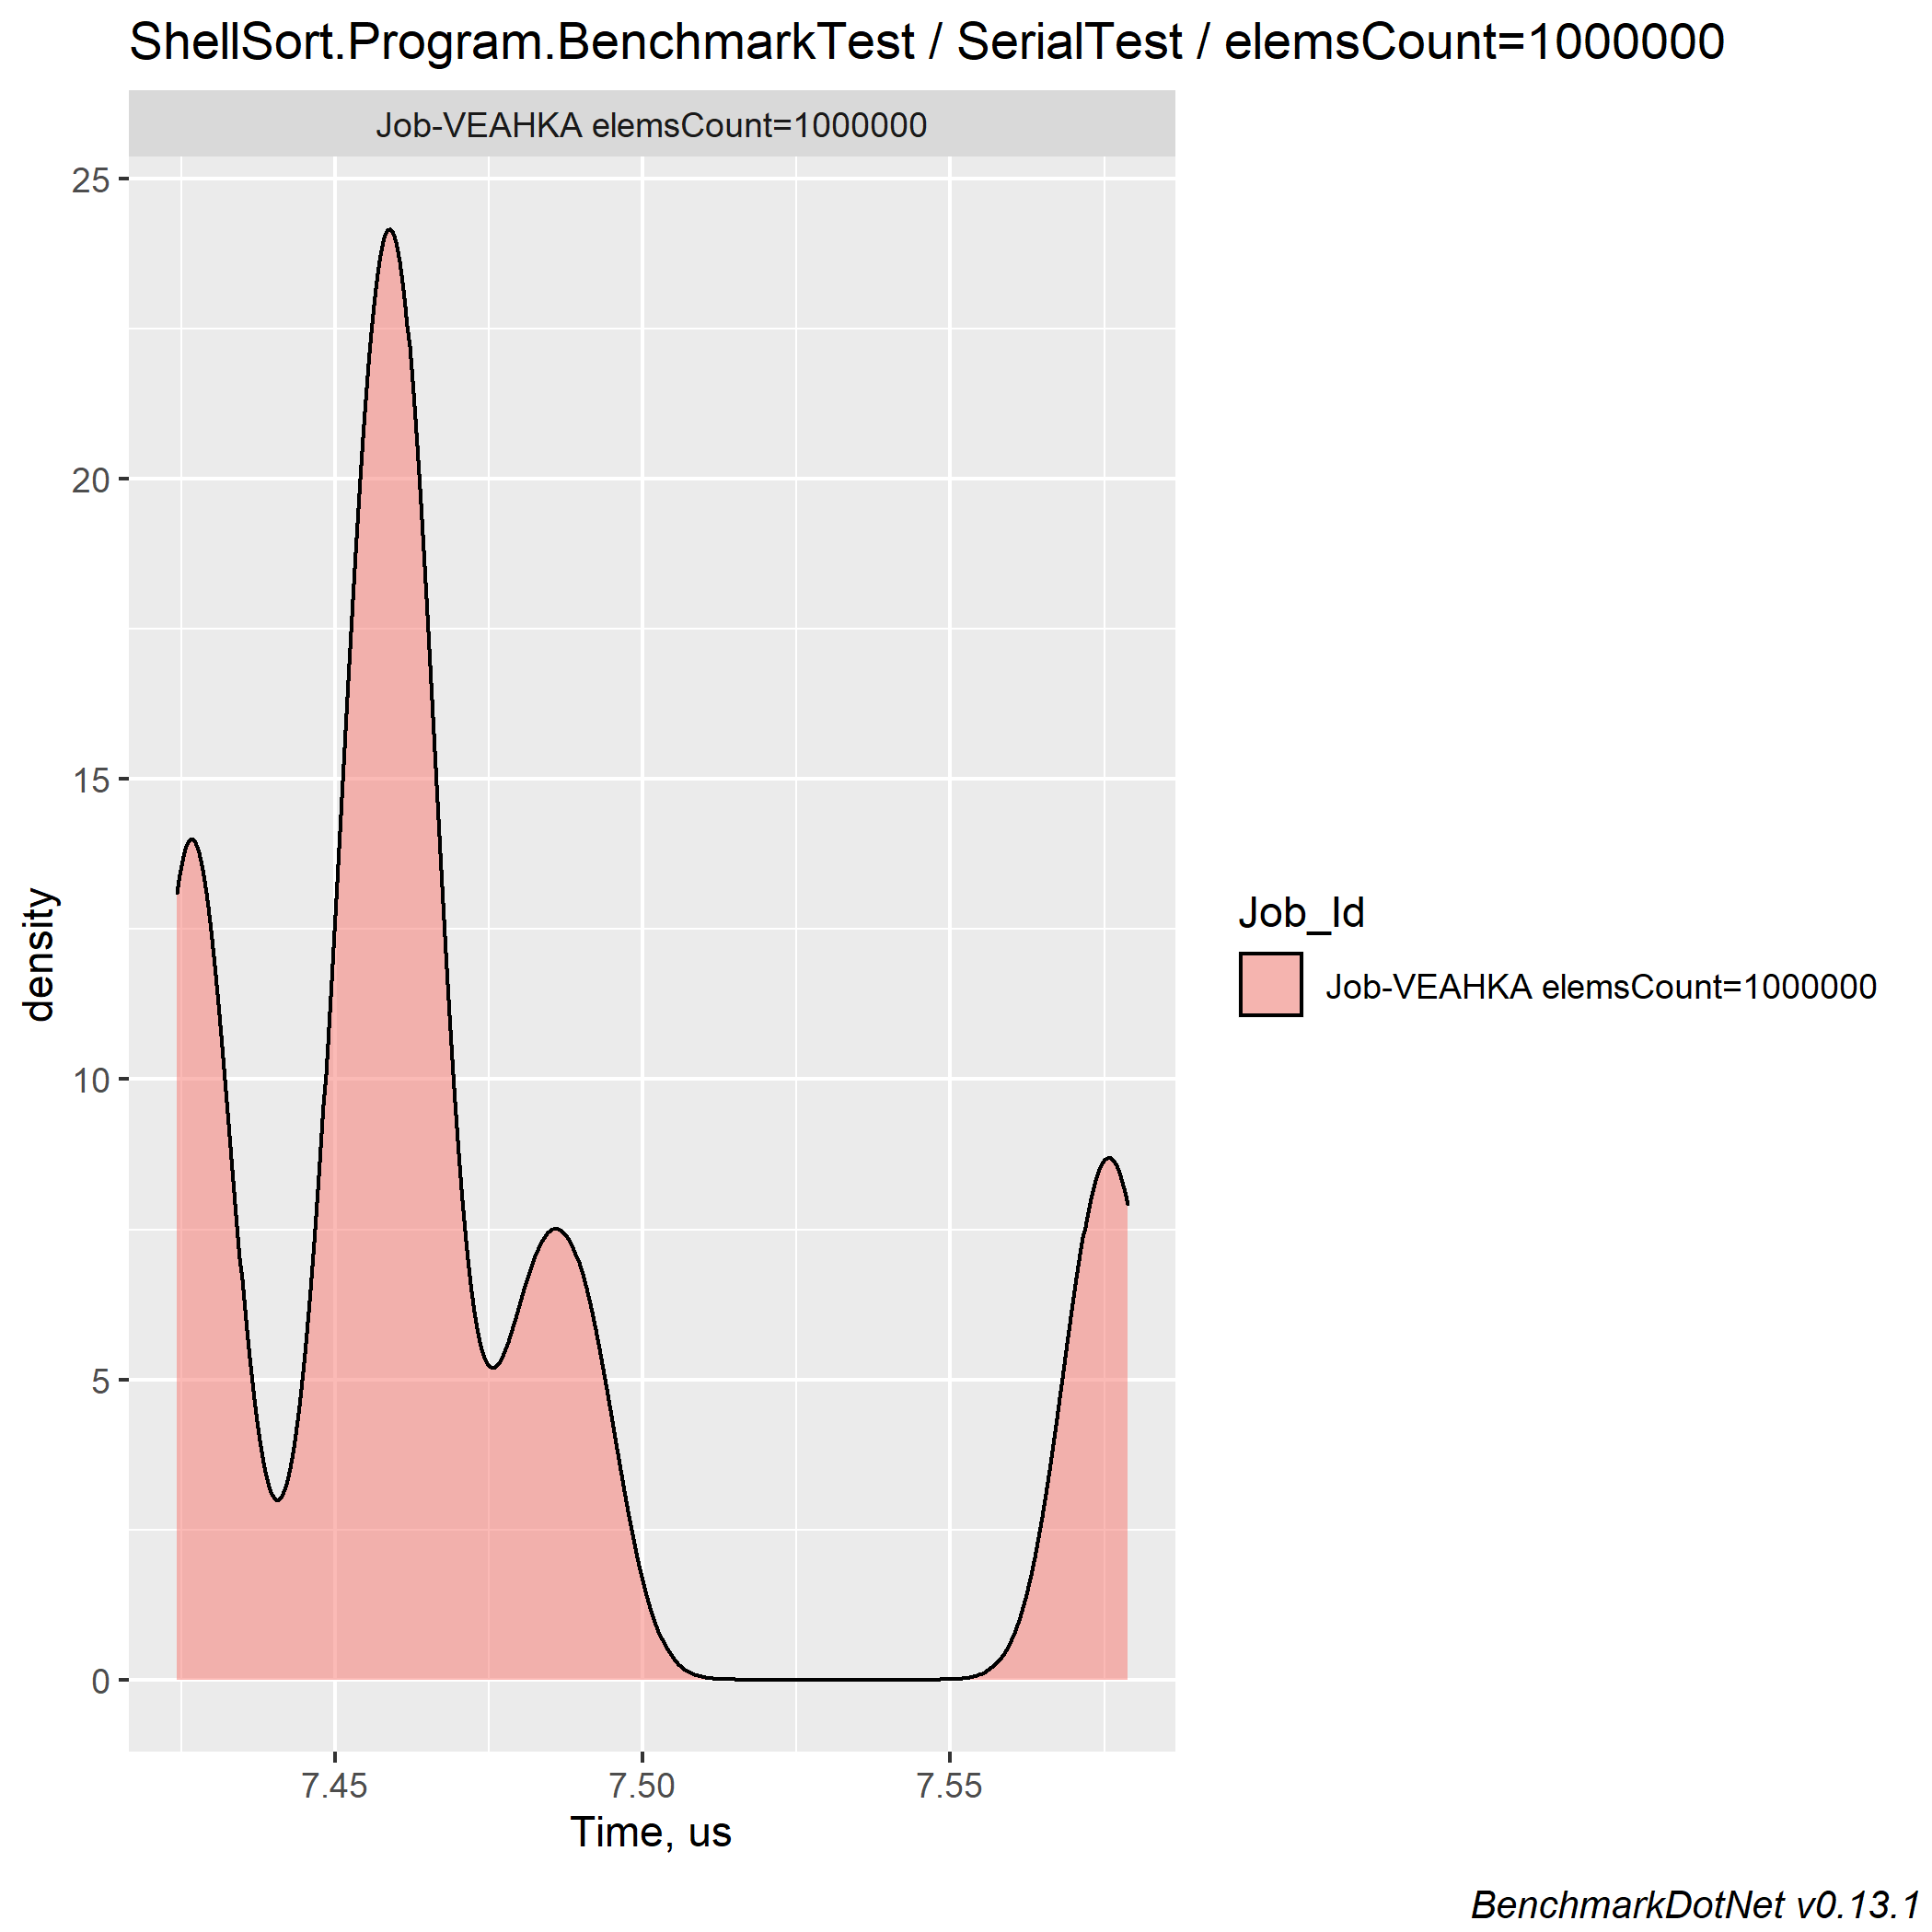 ShellSort.Program.BenchmarkTest / SerialTest / elemsCount=1000000
Job-VEAHKA elemsCount=1000000
25
20
15
10
5
0
density
7.45 7.50 7.55
Time, us
Job_Id
Job-VEAHKA elemsCount=1000000
BenchmarkDotNet v0.13.1